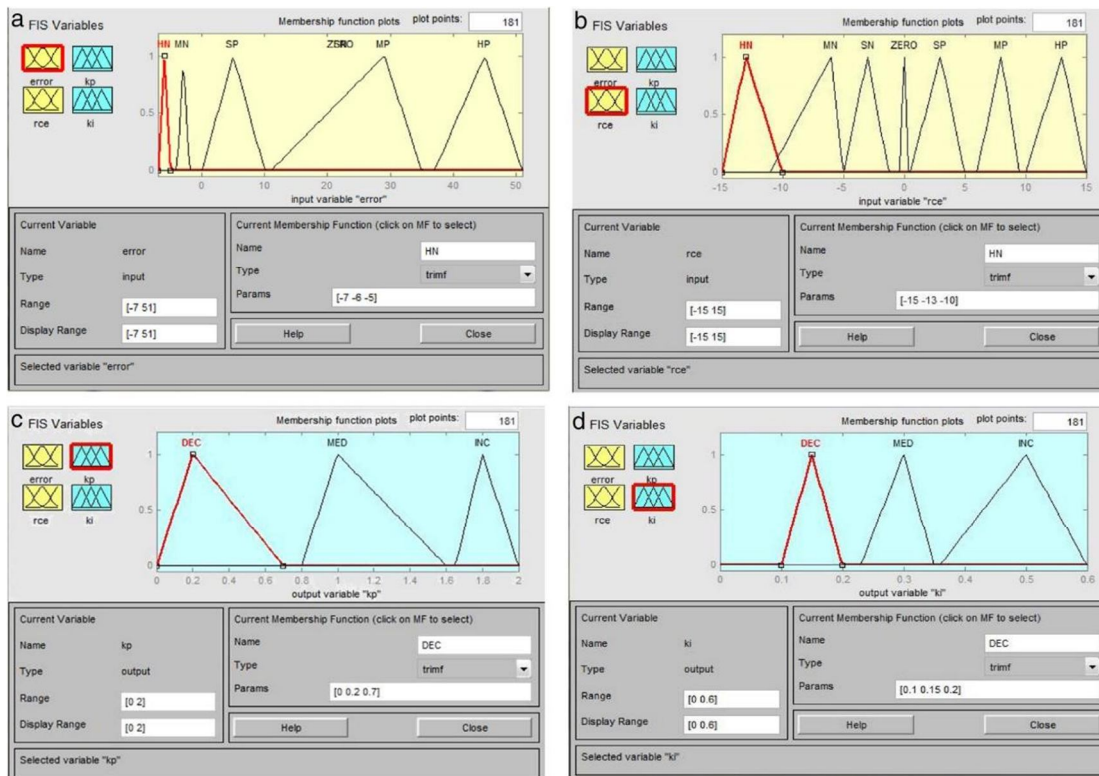 a
FIS Variables
Membership function plots
plot points:
181
HN
MN
SP
MP
HP
1
0.5
0
error
kp
rce
ki
0
10
20
30
40
50
input variable "error"
Current Variable
Current Membership Function (click on MF to select)
Name
error
Name
HN
Type
input
Type
trimf
Range
[-7 51]
Params
[-7 -6 -5]
Display Range
[-7 51]
Help
Close
Selected variable "error"
b
FIS Variables
Membership function plots
plot points:
181
HN
MN
SN
ZERO
SP
MP
HP
1
0.5
0
error
kp
rce
ki
-15
-10
-5
0
5
10
15
input variable "rce"
Current Variable
Current Membership Function (click on MF to select)
Name
rce
Name
HN
Type
input
Type
trimf
Range
[-15 15]
Params
[-15 -13 -10]
Display Range
[-15 15]
Help
Close
Selected variable "rce"
c
FIS Variables
Membership function plots
plot points:
181
DEC
MED
INC
1
0.5
0
error
kp
rce
ki
0
0.2
0.4
0.6
0.8
1
1.2
1.4
1.6
1.8
2
output variable "kp"
Current Variable
Current Membership Function (click on MF to select)
Name
kp
Name
DEC
Type
output
Type
trimf
Range
[0 2]
Params
[0 0.2 0.7]
Display Range
[0 2]
Help
Close
Selected variable "kp"
d
FIS Variables
Membership function plots
plot points:
181
DEC
MED
INC
1
0.5
0
error
kp
rce
ki
0
0.1
0.2
0.3
0.4
0.5
0.6
output variable "ki"
Current Variable
Current Membership Function (click on MF to select)
Name
ki
Name
DEC
Type
output
Type
trimf
Range
[0 0.6]
Params
[0.1 0.15 0.2]
Display Range
[0 0.6]
Help
Close
Selected variable "ki"